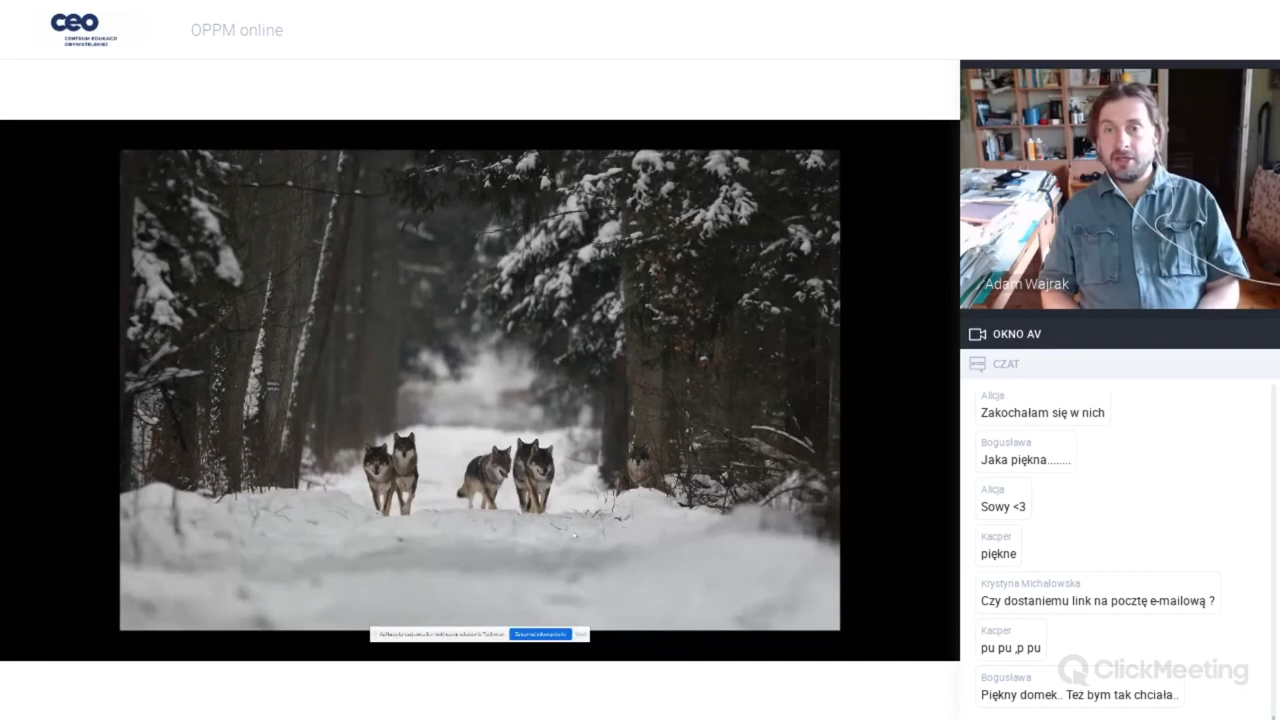 ceo
CENTRUM EDUKACJI
OBYWATELSKIEJ
OPPM online
Adam Wajrak
OKNO AV
CZAT
Alicja
Zakochałam się w nich
Bogusława
Jaka piękna........
Alicja
Sowy <3
Kacper
piękne
Krystyna Michałowska
Czy dostaniemu link na pocztę e-mailową ?
Kacper
pu pu ,p pu
ClickMeeting
Bogusława
Piękny domek.. Też bym tak chciała..